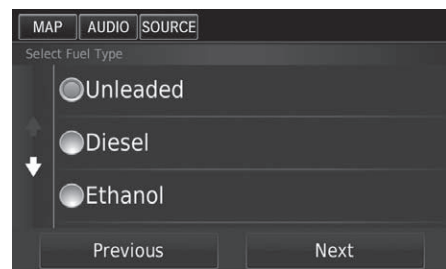 MAP AUDIO SOURCE
Select Fuel Type
Unleaded
Diesel
Ethanol
Previous Next